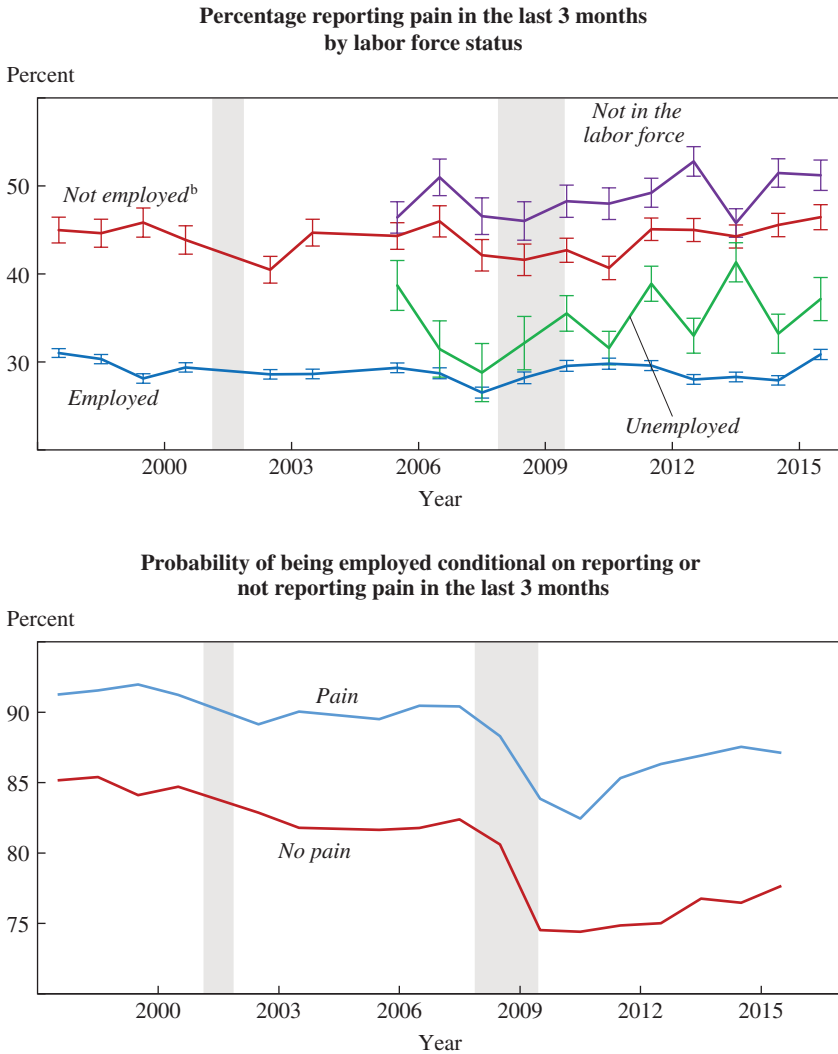 Percentage reporting pain in the last 3 months
by labor force status
Percent
Not in the
labor force
50
Not employedᵇ
40
30
Employed
Unemployed
2000 2003 2006 2009 2012 2015
Year
Probability of being employed conditional on reporting or
not reporting pain in the last 3 months
Percent
Pain
90
85
No pain
80
75
2000 2003 2006 2009 2012 2015
Year